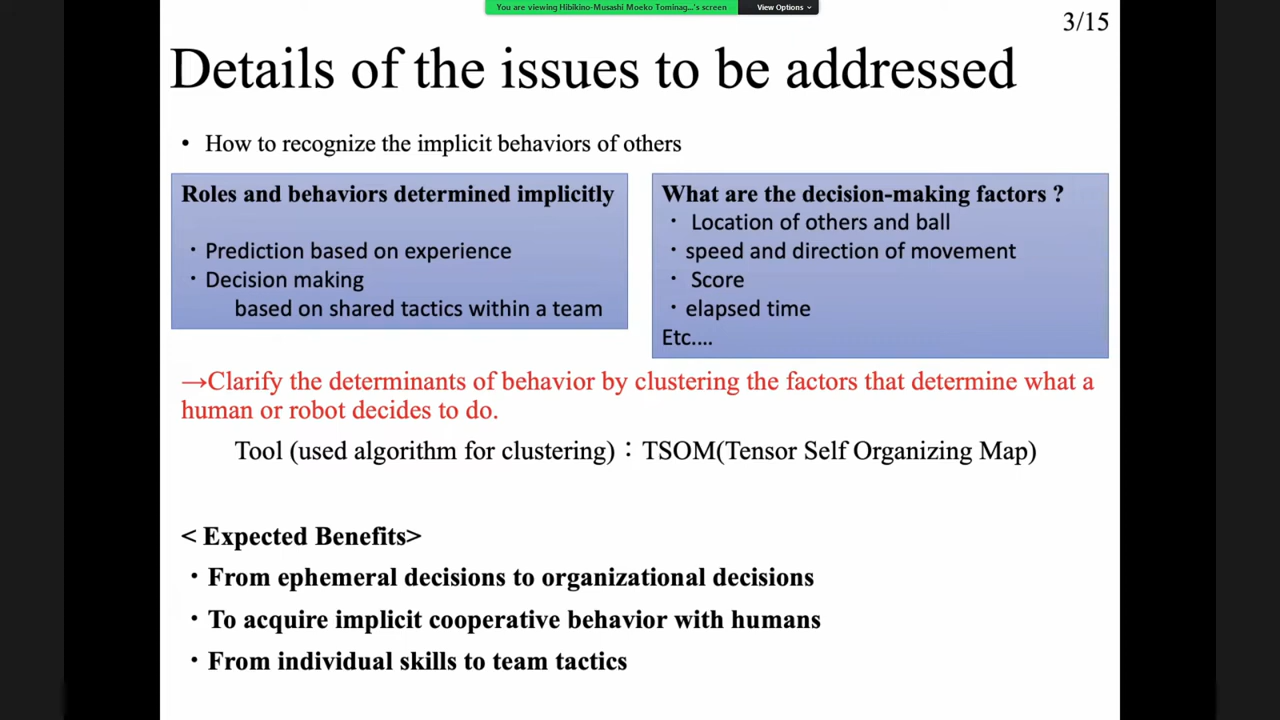 You are viewing Hibikino-Musashi Moeko Tominag...'s screen
View Options
3/15
Details of the issues to be addressed
• How to recognize the implicit behaviors of others
Roles and behaviors determined implicitly
・Prediction based on experience
・Decision making
based on shared tactics within a team
What are the decision-making factors ?
・ Location of others and ball
・speed and direction of movement
・ Score
・elapsed time
Etc....
→Clarify the determinants of behavior by clustering the factors that determine what a
human or robot decides to do.
Tool (used algorithm for clustering)：TSOM(Tensor Self Organizing Map)
< Expected Benefits>
・From ephemeral decisions to organizational decisions
・To acquire implicit cooperative behavior with humans
・From individual skills to team tactics